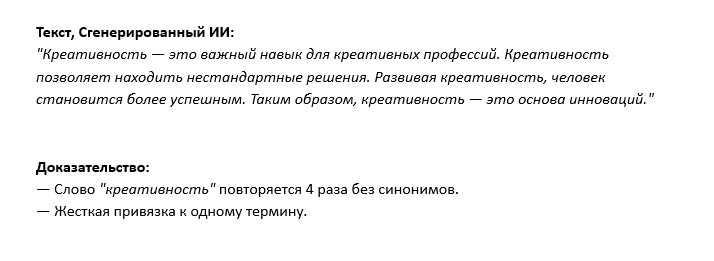 Текст, Сгенерированный ИИ:
"Креативность — это важный навык для креативных профессий. Креативность
позволяет находить нестандартные решения. Развивая креативность, человек
становится более успешным. Таким образом, креативность — это основа инноваций."
Доказательство:
— Слово "креативность" повторяется 4 раза без синонимов.
— Жесткая привязка к одному термину.